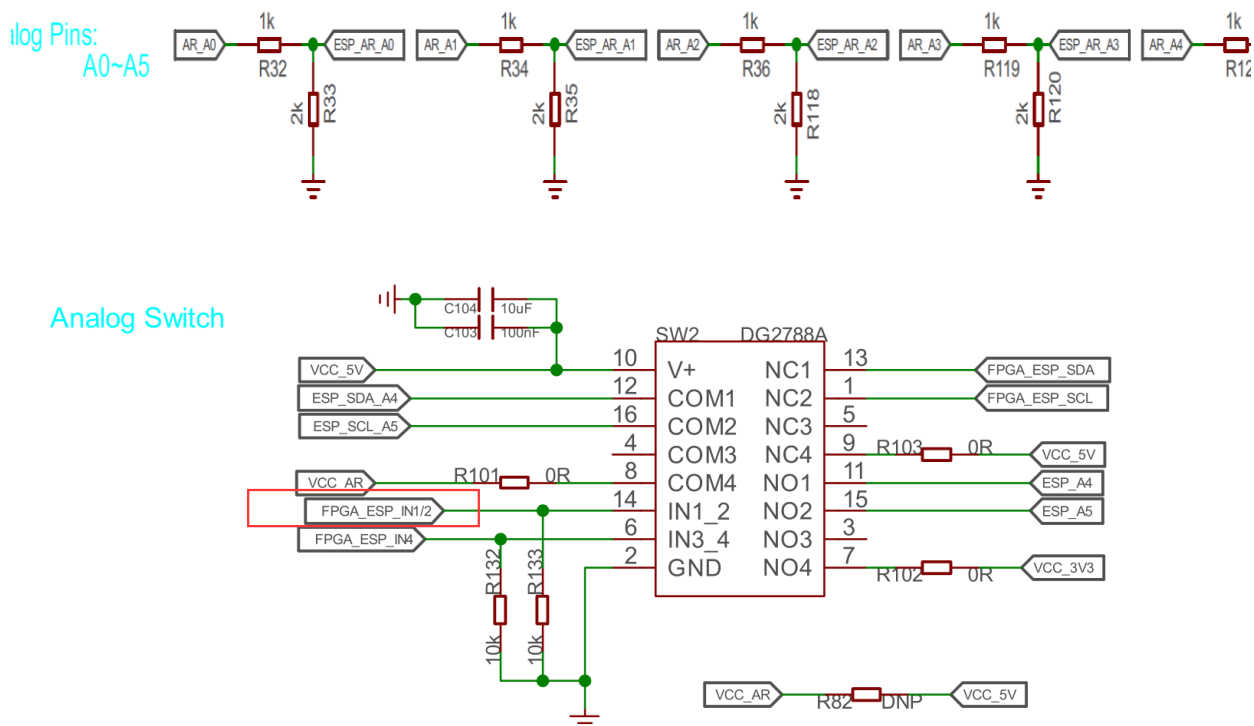 1k 1k 1k 1k 1k
alog Pins:
A0~A5
AR_A0 ESP_AR_A0 AR_A1 ESP_AR_A1 AR_A2 ESP_AR_A2 AR_A3 ESP_AR_A3 AR_A4
R32 R34 R36 R119 R12
2k R33 2k R35 2k R118 2k R120
Analog Switch
C104 10uF
C103 100nF
SW2 DG2788A
VCC_5V 10 V+ NC1 13 FPGA_ESP_SDA
ESP_SDA_A4 12 COM1 NC2 1 FPGA_ESP_SCL
ESP_SCL_A5 16 COM2 NC3 5
4 COM3 NC4 9 R103 0R VCC_5V
VCC_AR R101 0R 8 COM4 NO1 11 ESP_A4
FPGA_ESP_IN1/2 14 IN1_2 NO2 15 ESP_A5
FPGA_ESP_IN4 6 IN3_4 NO3 3
2 GND NO4 7 R102 0R VCC_3V3
R132 R133
10k 10k
VCC_AR R82 DNP VCC_5V